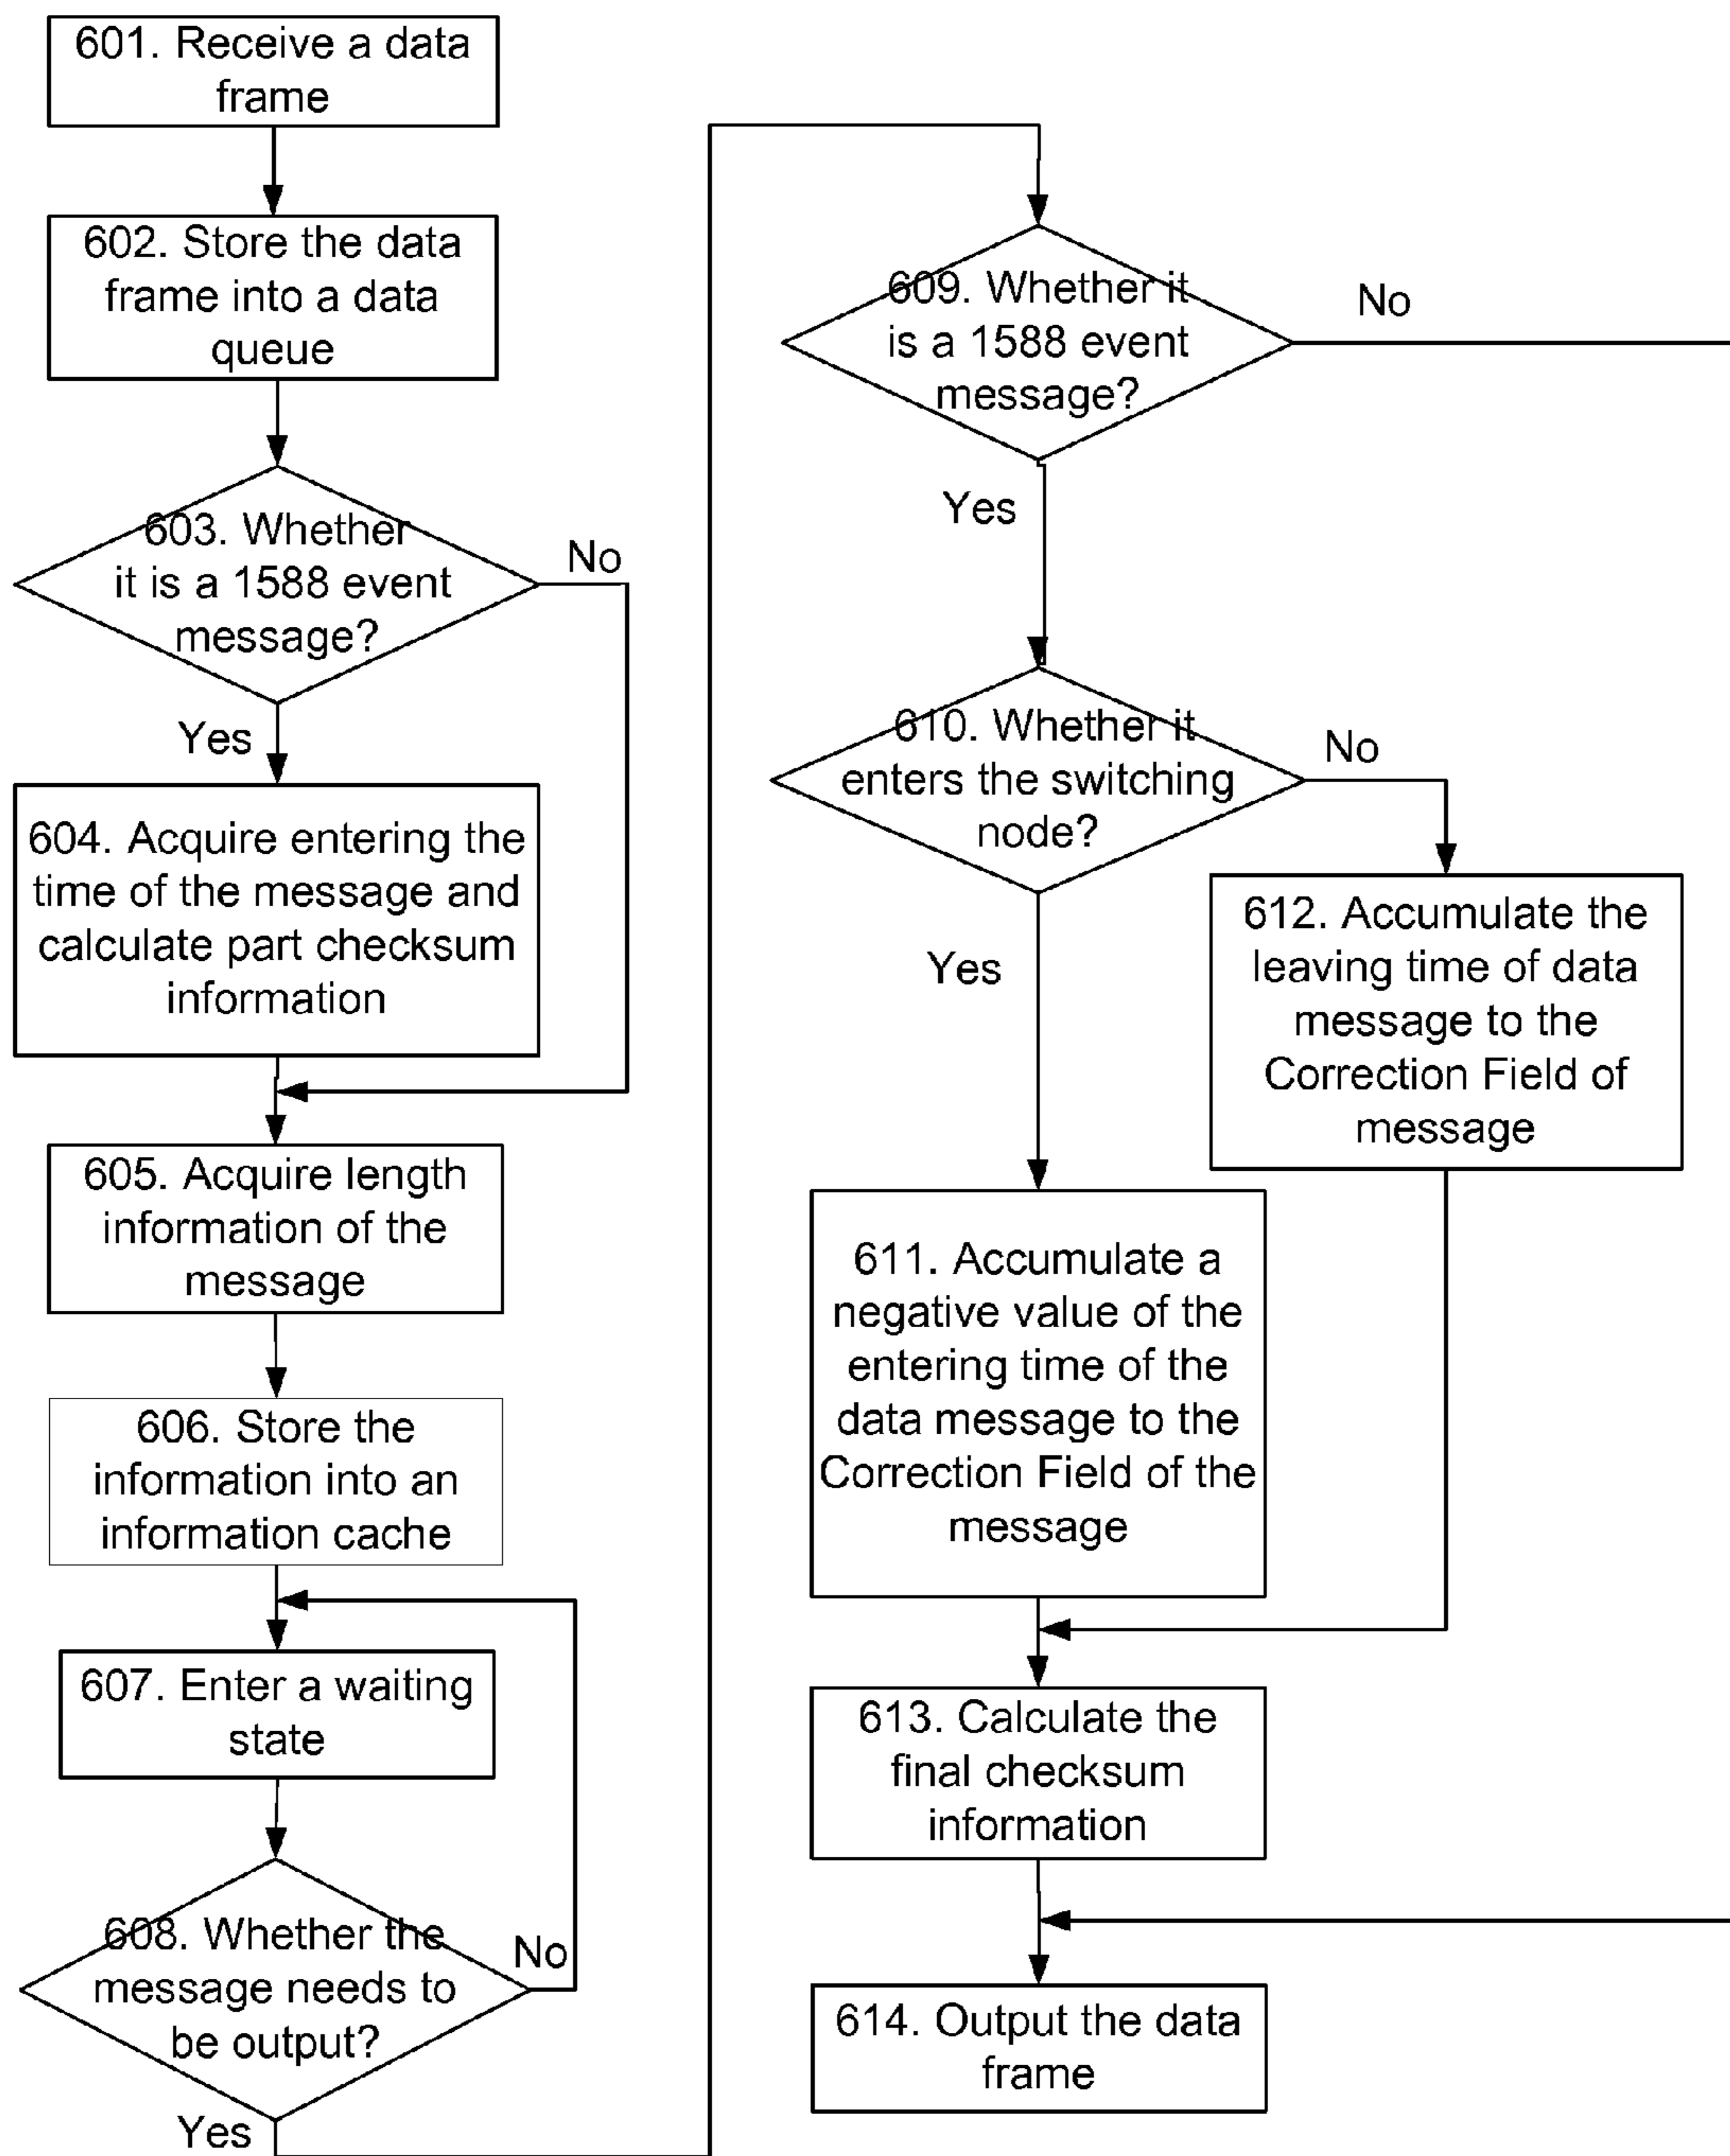 601. Receive a data
frame
602. Store the data
frame into a data
queue
603. Whether
it is a 1588 event
message?
No
Yes
604. Acquire entering the
time of the message and
calculate part checksum
information
605. Acquire length
information of the
message
606. Store the
information into an
information cache
607. Enter a waiting
state
608. Whether the
message needs to
be output?
No
Yes
609. Whether it
is a 1588 event
message?
No
Yes
610. Whether it
enters the switching
node?
No
Yes
612. Accumulate the
leaving time of data
message to the
Correction Field of
message
611. Accumulate a
negative value of the
entering time of the
data message to the
Correction Field of the
message
613. Calculate the
final checksum
information
614. Output the data
frame